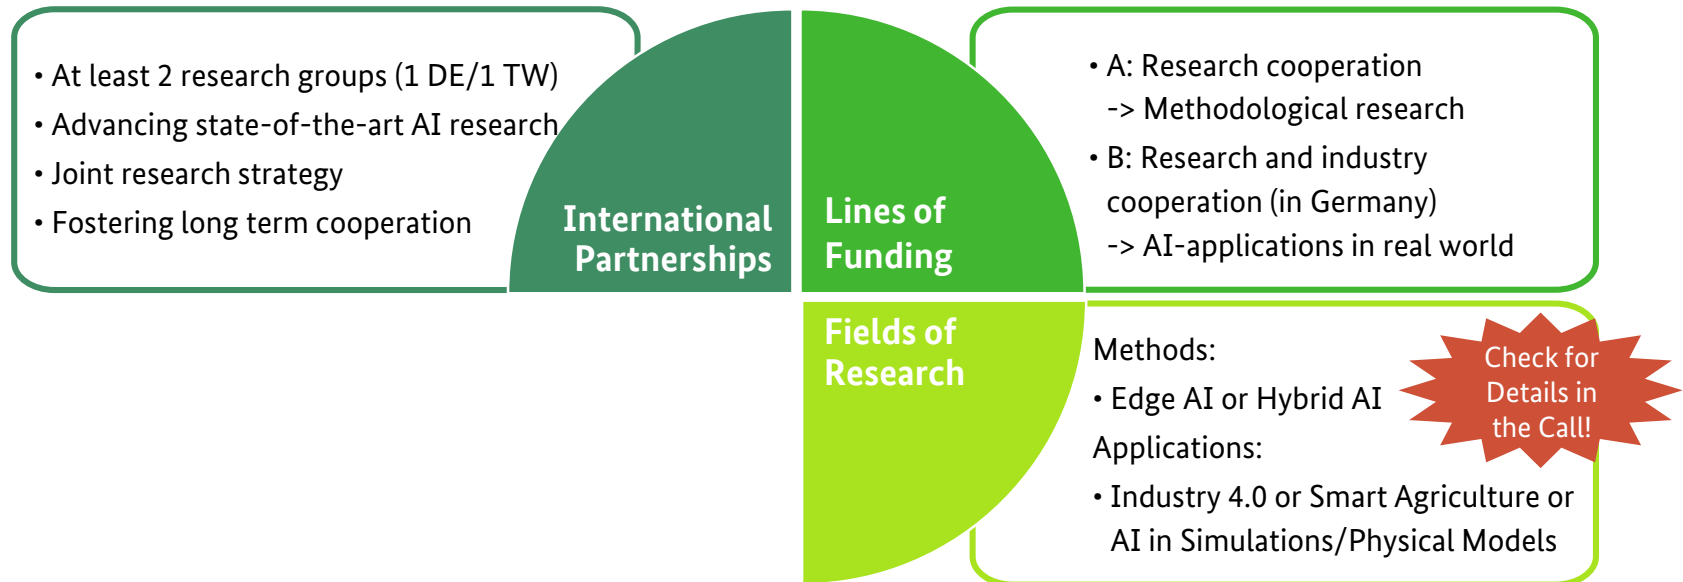 • At least 2 research groups (1 DE/1 TW)
• Advancing state-of-the-art AI research
• Joint research strategy
• Fostering long term cooperation
International
Partnerships
Lines of
Funding
• A: Research cooperation
-> Methodological research
• B: Research and industry
cooperation (in Germany)
-> AI-applications in real world
Fields of
Research
Methods:
• Edge AI or Hybrid AI
Applications:
• Industry 4.0 or Smart Agriculture or
AI in Simulations/Physical Models
Check for
Details in
the Call!